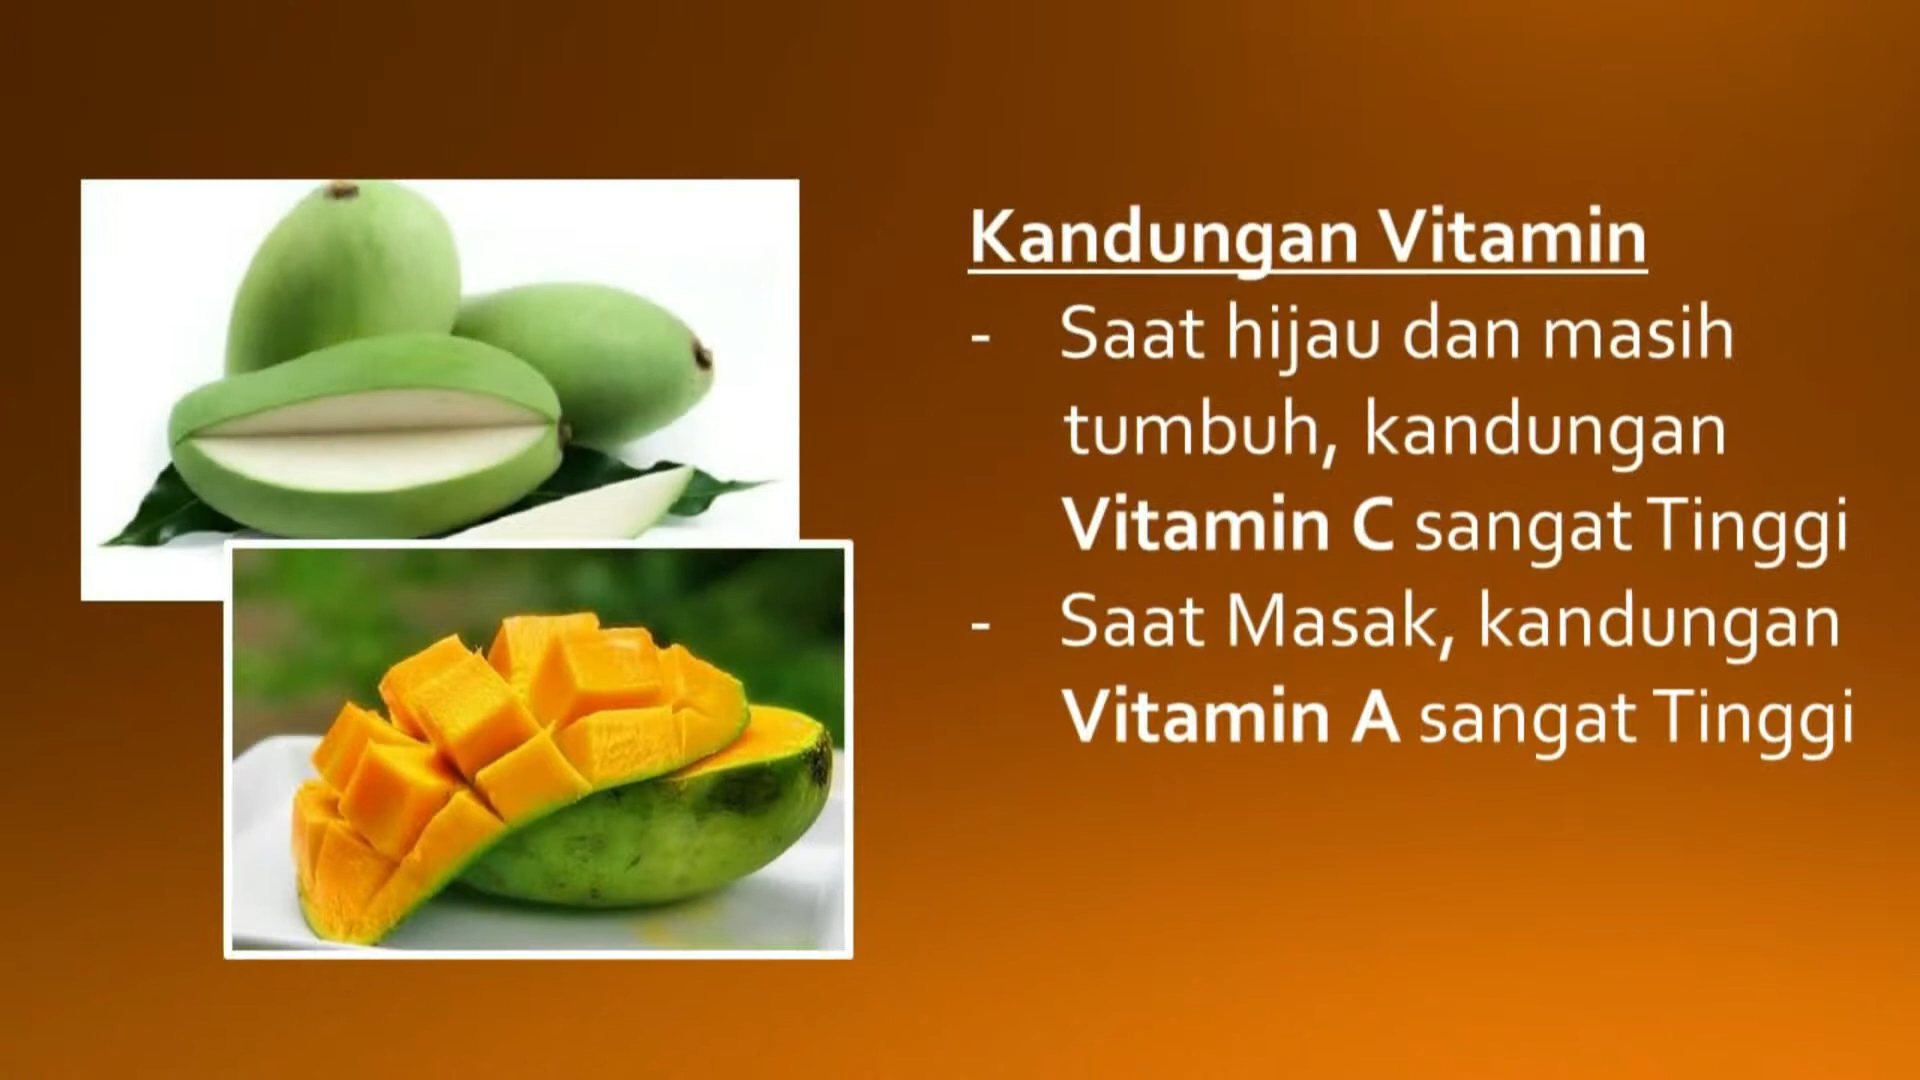 Kandungan Vitamin
- Saat hijau dan masih
tumbuh, kandungan
Vitamin C sangat Tinggi
- Saat Masak, kandungan
Vitamin A sangat Tinggi